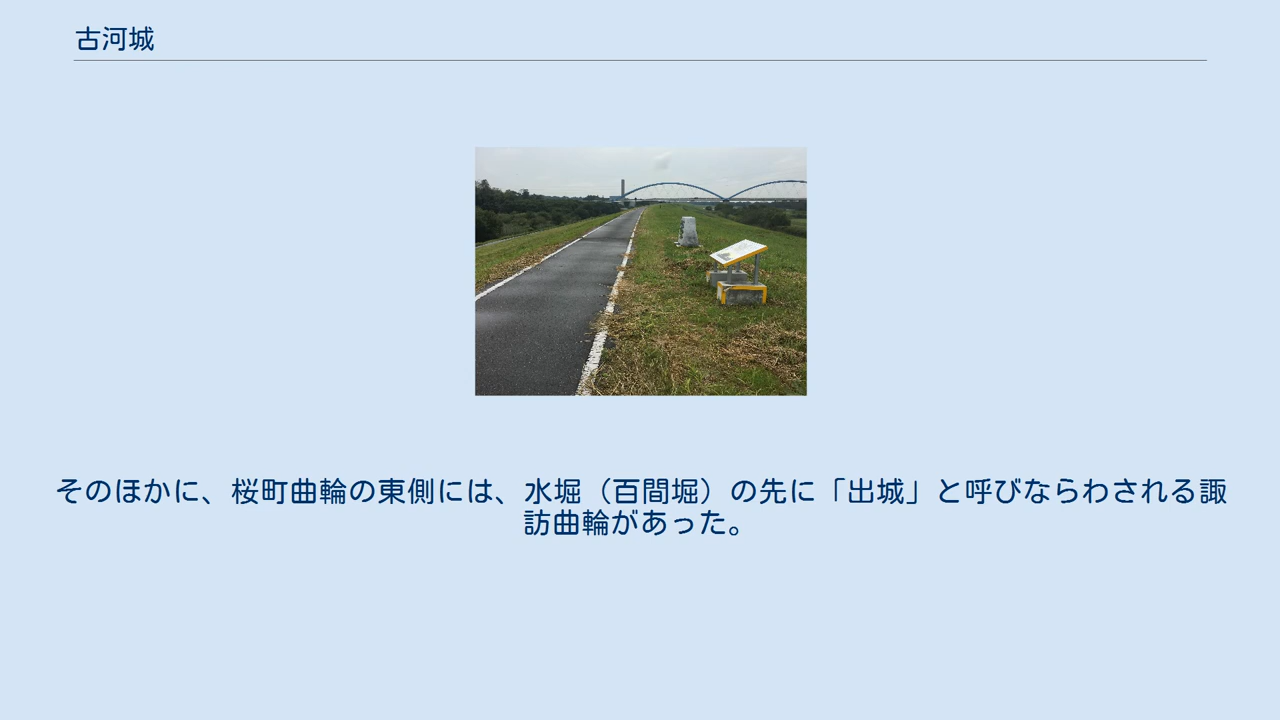 古河城
そのほかに、桜町曲輪の東側には、水堀（百間堀）の先に「出城」と呼びならわされる諏
訪曲輪があった。